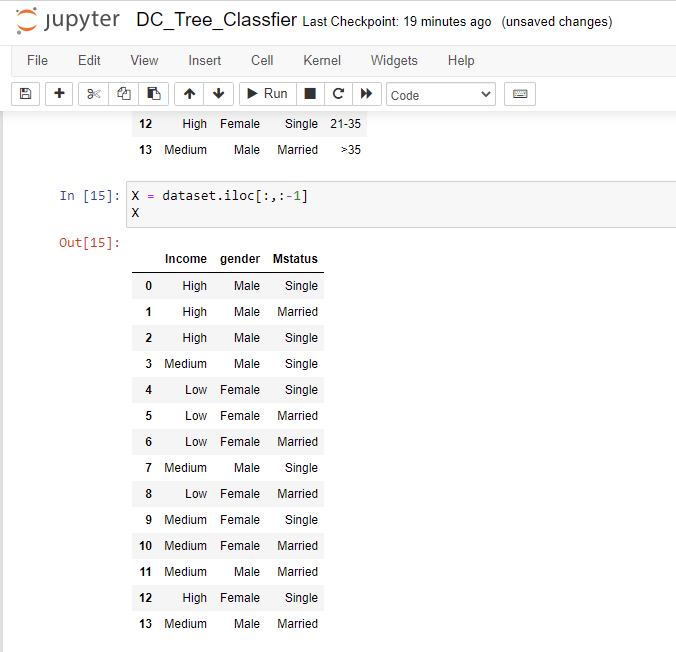 jupyter DC_Tree_Classfier Last Checkpoint: 19 minutes ago (unsaved changes)
File Edit View Insert Cell Kernel Widgets Help
Run Code
12 High Female Single 21-35
13 Medium Male Married >35
In [15]: X = dataset.iloc[:,:-1]
X
Out[15]:
Income gender Mstatus
0 High Male Single
1 High Male Married
2 High Male Single
3 Medium Male Single
4 Low Female Single
5 Low Female Married
6 Low Female Married
7 Medium Male Single
8 Low Female Married
9 Medium Female Single
10 Medium Female Married
11 Medium Male Married
12 High Female Single
13 Medium Male Married